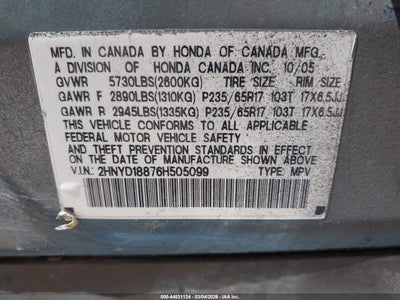 MFD. IN CANADA BY HONDA OF CANADA MFG.,
A DIVISION OF HONDA CANADA INC. 10/05
GVWR 5730LBS(2600KG) TIRE SIZE RIM SIZE
GAWR F 2890LBS(1310KG) P235/65R17 103T 17X6.5JJ
GAWR R 2945LBS(1335KG) P235/65R17 103T 17X6.5JJ
THIS VEHICLE CONFORMS TO ALL APPLICABLE
FEDERAL MOTOR VEHICLE SAFETY
AND THEFT PREVENTION STANDARDS IN EFFECT ON THE
DATE OF MANUFACTURE SHOWN ABOVE.
V.I.N.: 2HNYD18876H505099 TYPE: MPV
000-44631124 - 03/04/2026 - IAA Inc.